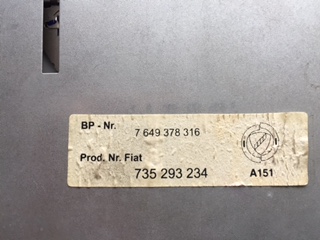 BP - Nr. 7 649 378 316
Prod. Nr. Fiat
735 293 234 A151